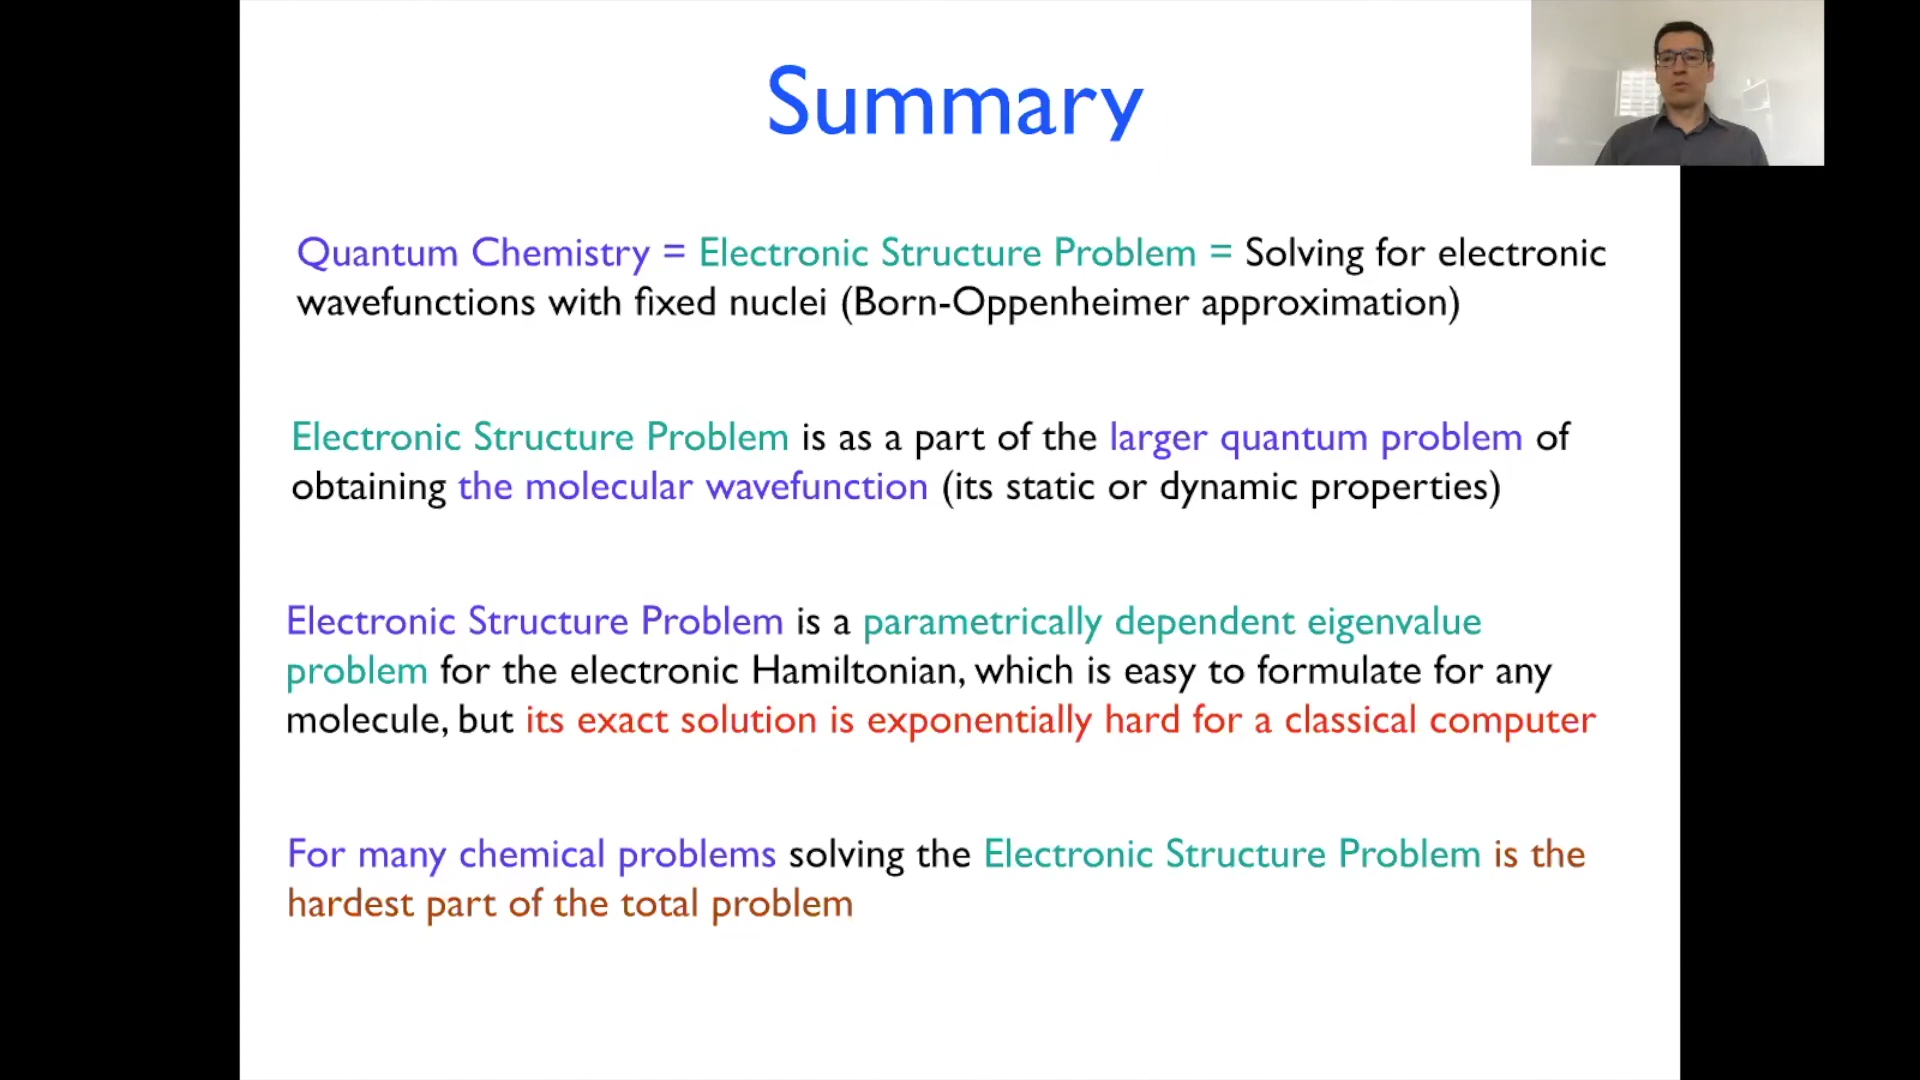 Summary
Quantum Chemistry = Electronic Structure Problem = Solving for electronic
wavefunctions with fixed nuclei (Born-Oppenheimer approximation)
Electronic Structure Problem is as a part of the larger quantum problem of
obtaining the molecular wavefunction (its static or dynamic properties)
Electronic Structure Problem is a parametrically dependent eigenvalue
problem for the electronic Hamiltonian, which is easy to formulate for any
molecule, but its exact solution is exponentially hard for a classical computer
For many chemical problems solving the Electronic Structure Problem is the
hardest part of the total problem